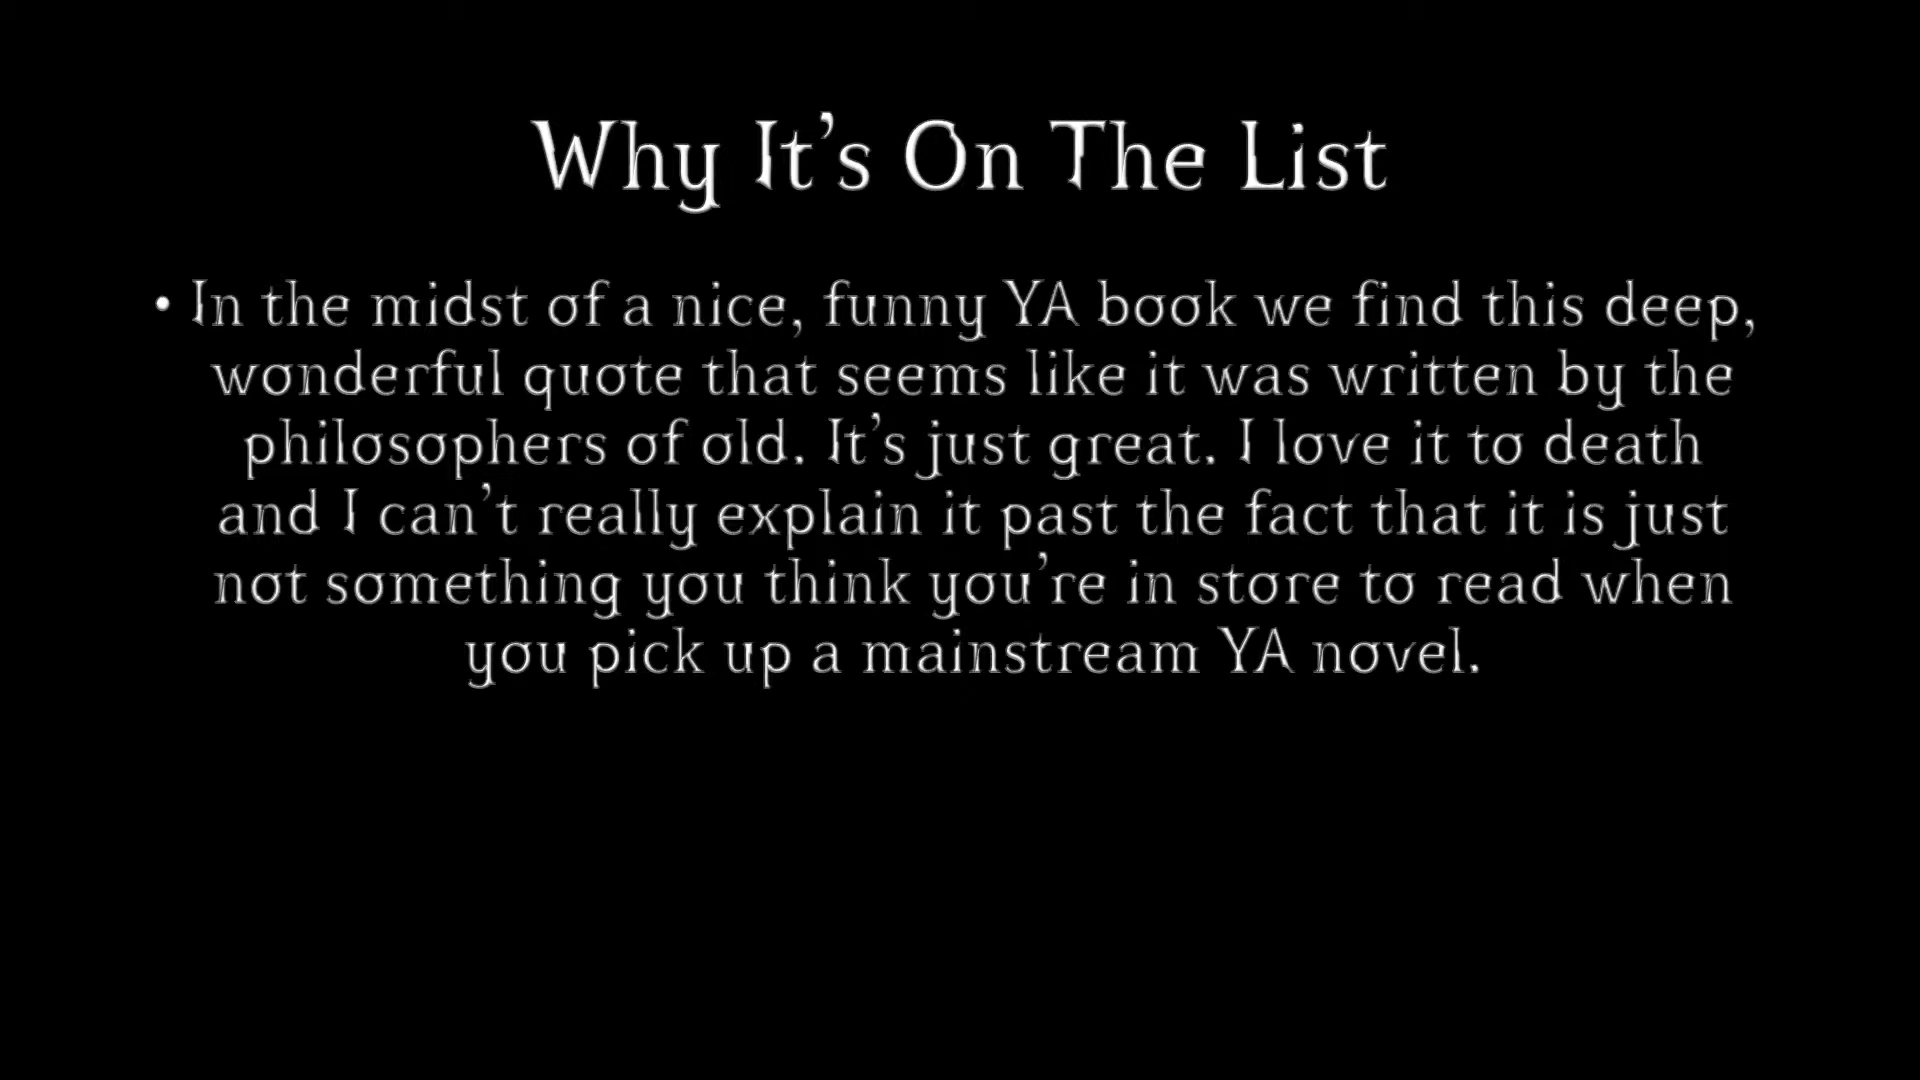 Why It’s On The List
• In the midst of a nice, funny YA book we find this deep,
wonderful quote that seems like it was written by the
philosophers of old. It’s just great. I love it to death
and I can’t really explain it past the fact that it is just
not something you think you’re in store to read when
you pick up a mainstream YA novel.